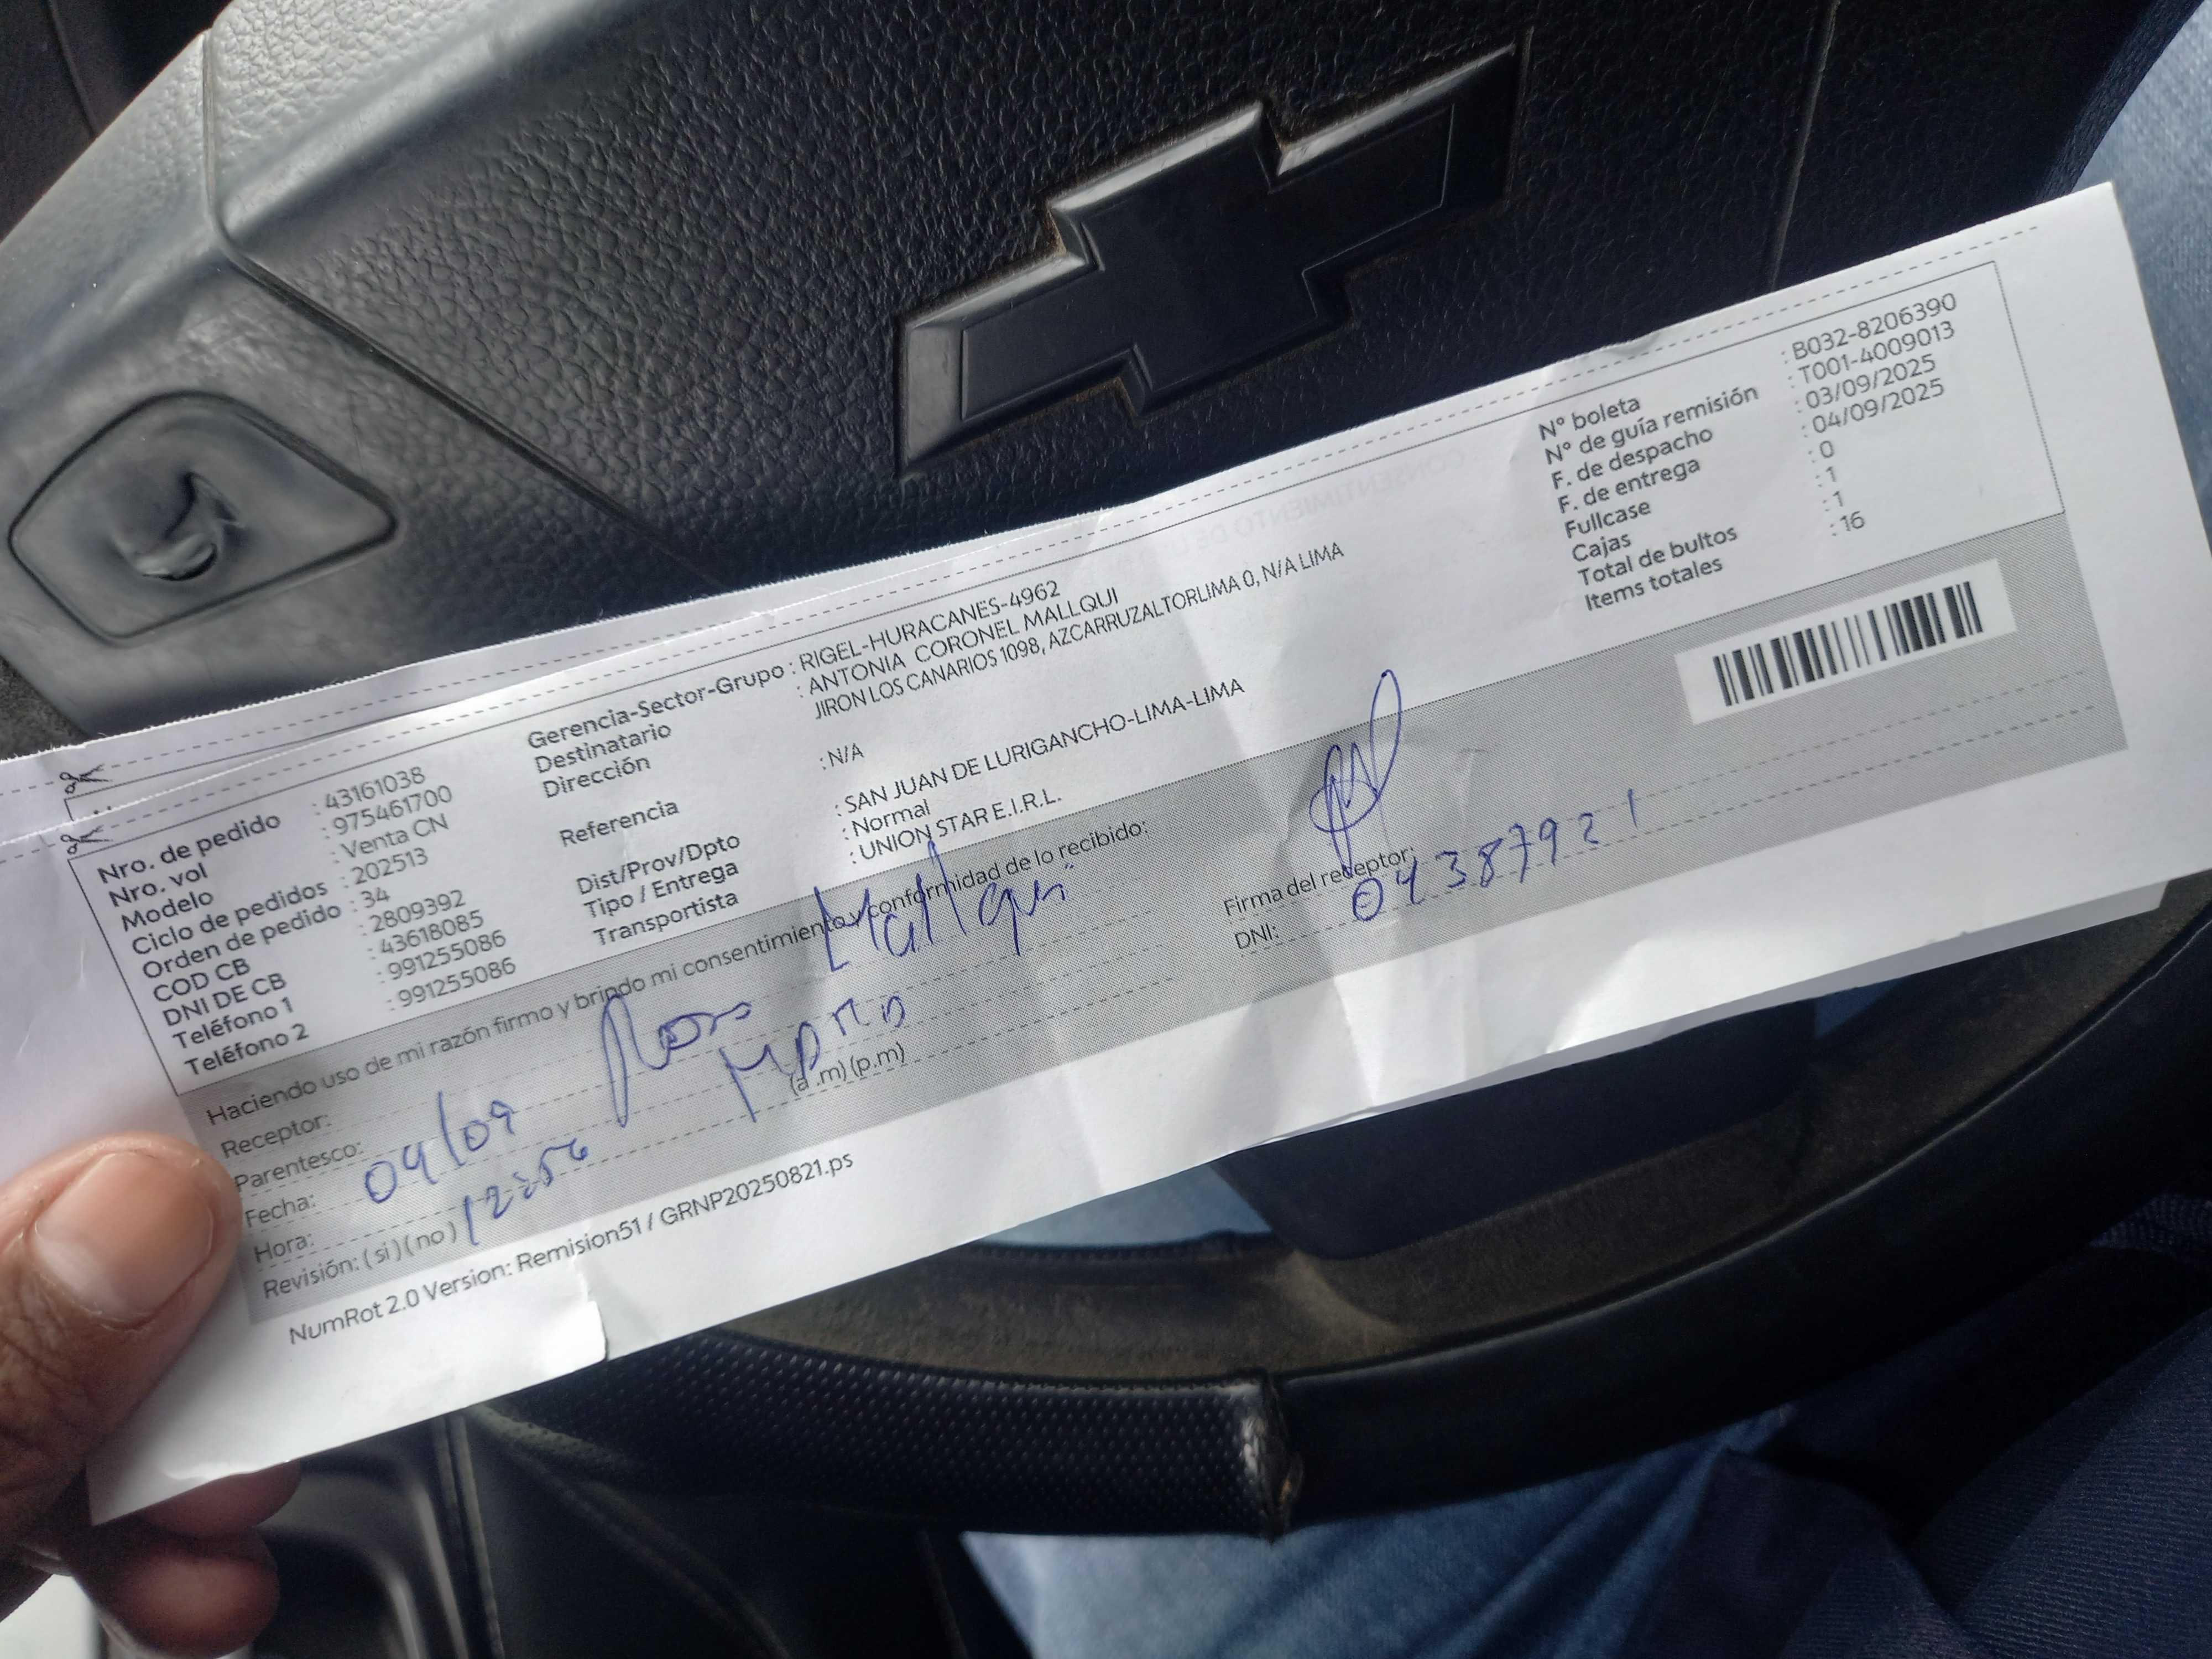 Nro. de pedido : 43161038
Nro. vol : 975461700
Modelo : Venta CN
Ciclo de pedidos : 202513
Orden de pedido : 34
COD CB : 2809392
DNI DE CB : 43618085
Teléfono 1 : 991255086
Teléfono 2 : 991255086
Gerencia-Sector-Grupo : RIGEL-HURACANES-4962
Destinatario : ANTONIA CORONEL MALLQUI
Dirección JIRON LOS CANARIOS 1098, AZCARRUZALTORLIMA 0, N/A LIMA
Referencia : N/A
Dist/Prov/Dpto : SAN JUAN DE LURIGANCHO-LIMA-LIMA
Tipo / Entrega : Normal
Transportista : UNION STAR E.I.R.L.
N° boleta : B032-8206390
N° de guía remisión : T001-4009013
F. de despacho : 03/09/2025
F. de entrega : 04/09/2025
Fullcase : 0
Cajas : 1
Total de bultos : 1
Items totales : 16
Haciendo uso de mi razón firmo y brindo mi consentimiento y conformidad de lo recibido:
Receptor: Mallqui
Parentesco:
Fecha: 04/09
Hora: 12:56 (a .m) (p.m)
Revisión: ( si ) ( no )
Firma del receptor:
DNI: 04387921
NumRot 2.0 Version: Remision51 / GRNP20250821.ps